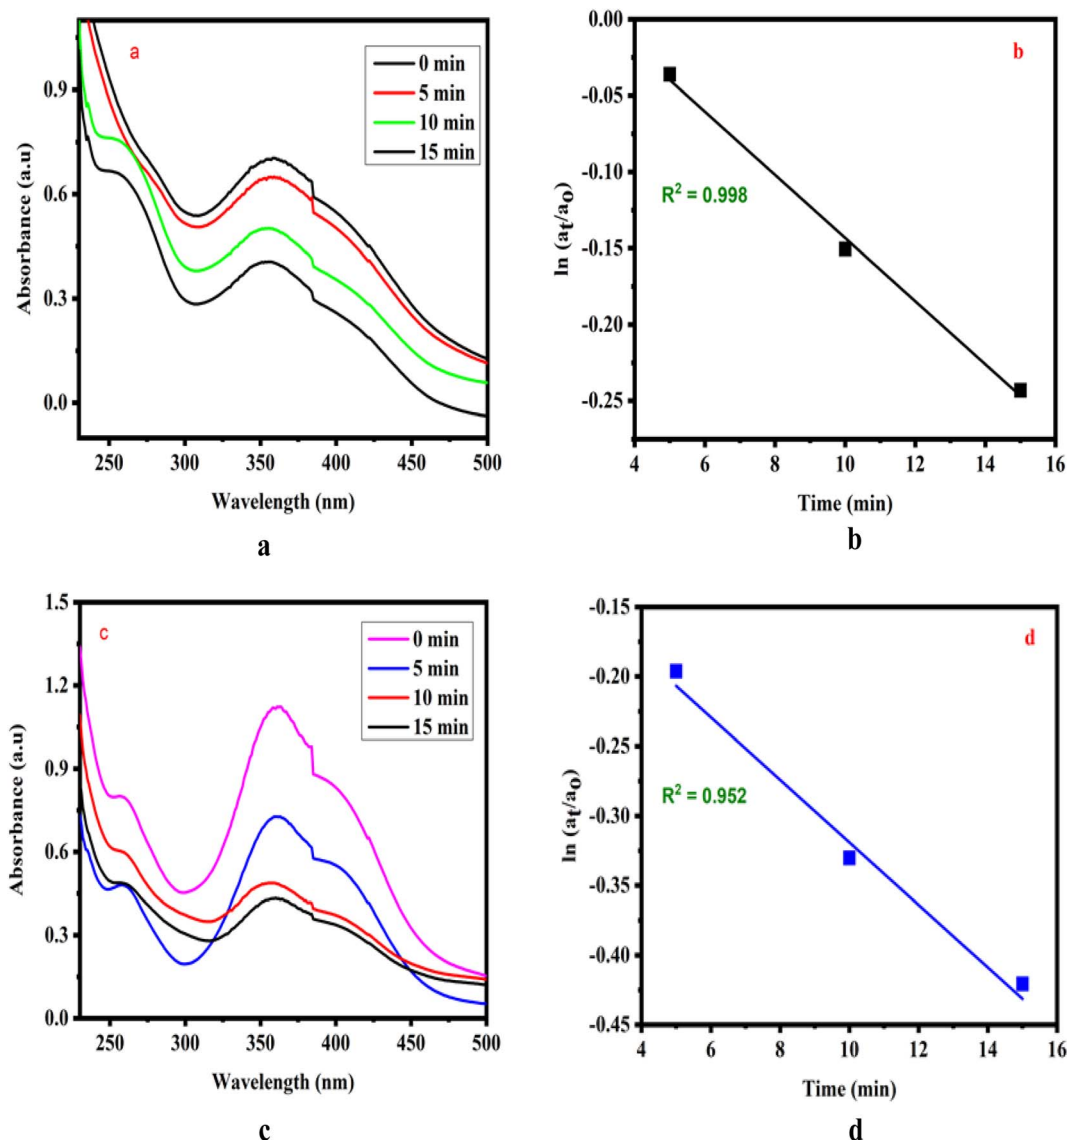 a
0 min
5 min
10 min
15 min
0.9
0.6
0.3
0.0
Absorbance (a.u)
250 300 350 400 450 500
Wavelength (nm)
a
b
0.00
-0.05
-0.10
-0.15
-0.20
-0.25
ln (at/ao)
R² = 0.998
4 6 8 10 12 14 16
Time (min)
b
c
0 min
5 min
10 min
15 min
1.5
1.2
0.9
0.6
0.3
0.0
Absorbance (a.u)
250 300 350 400 450 500
Wavelength (nm)
c
d
-0.15
-0.20
-0.25
-0.30
-0.35
-0.40
-0.45
ln (at/ao)
R² = 0.952
4 6 8 10 12 14 16
Time (min)
d